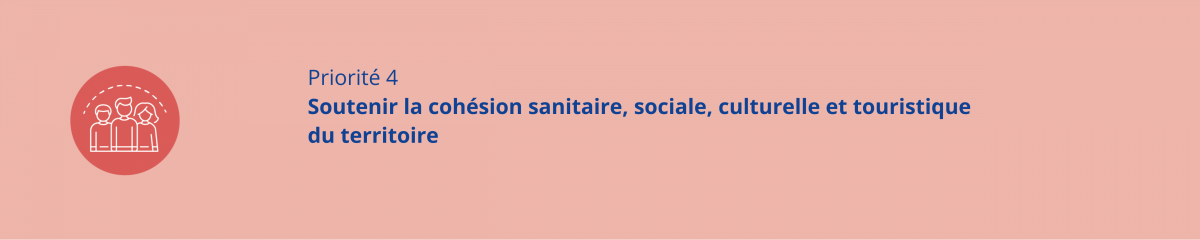 Priorité 4
Soutenir la cohésion sanitaire, sociale, culturelle et touristique
du territoire